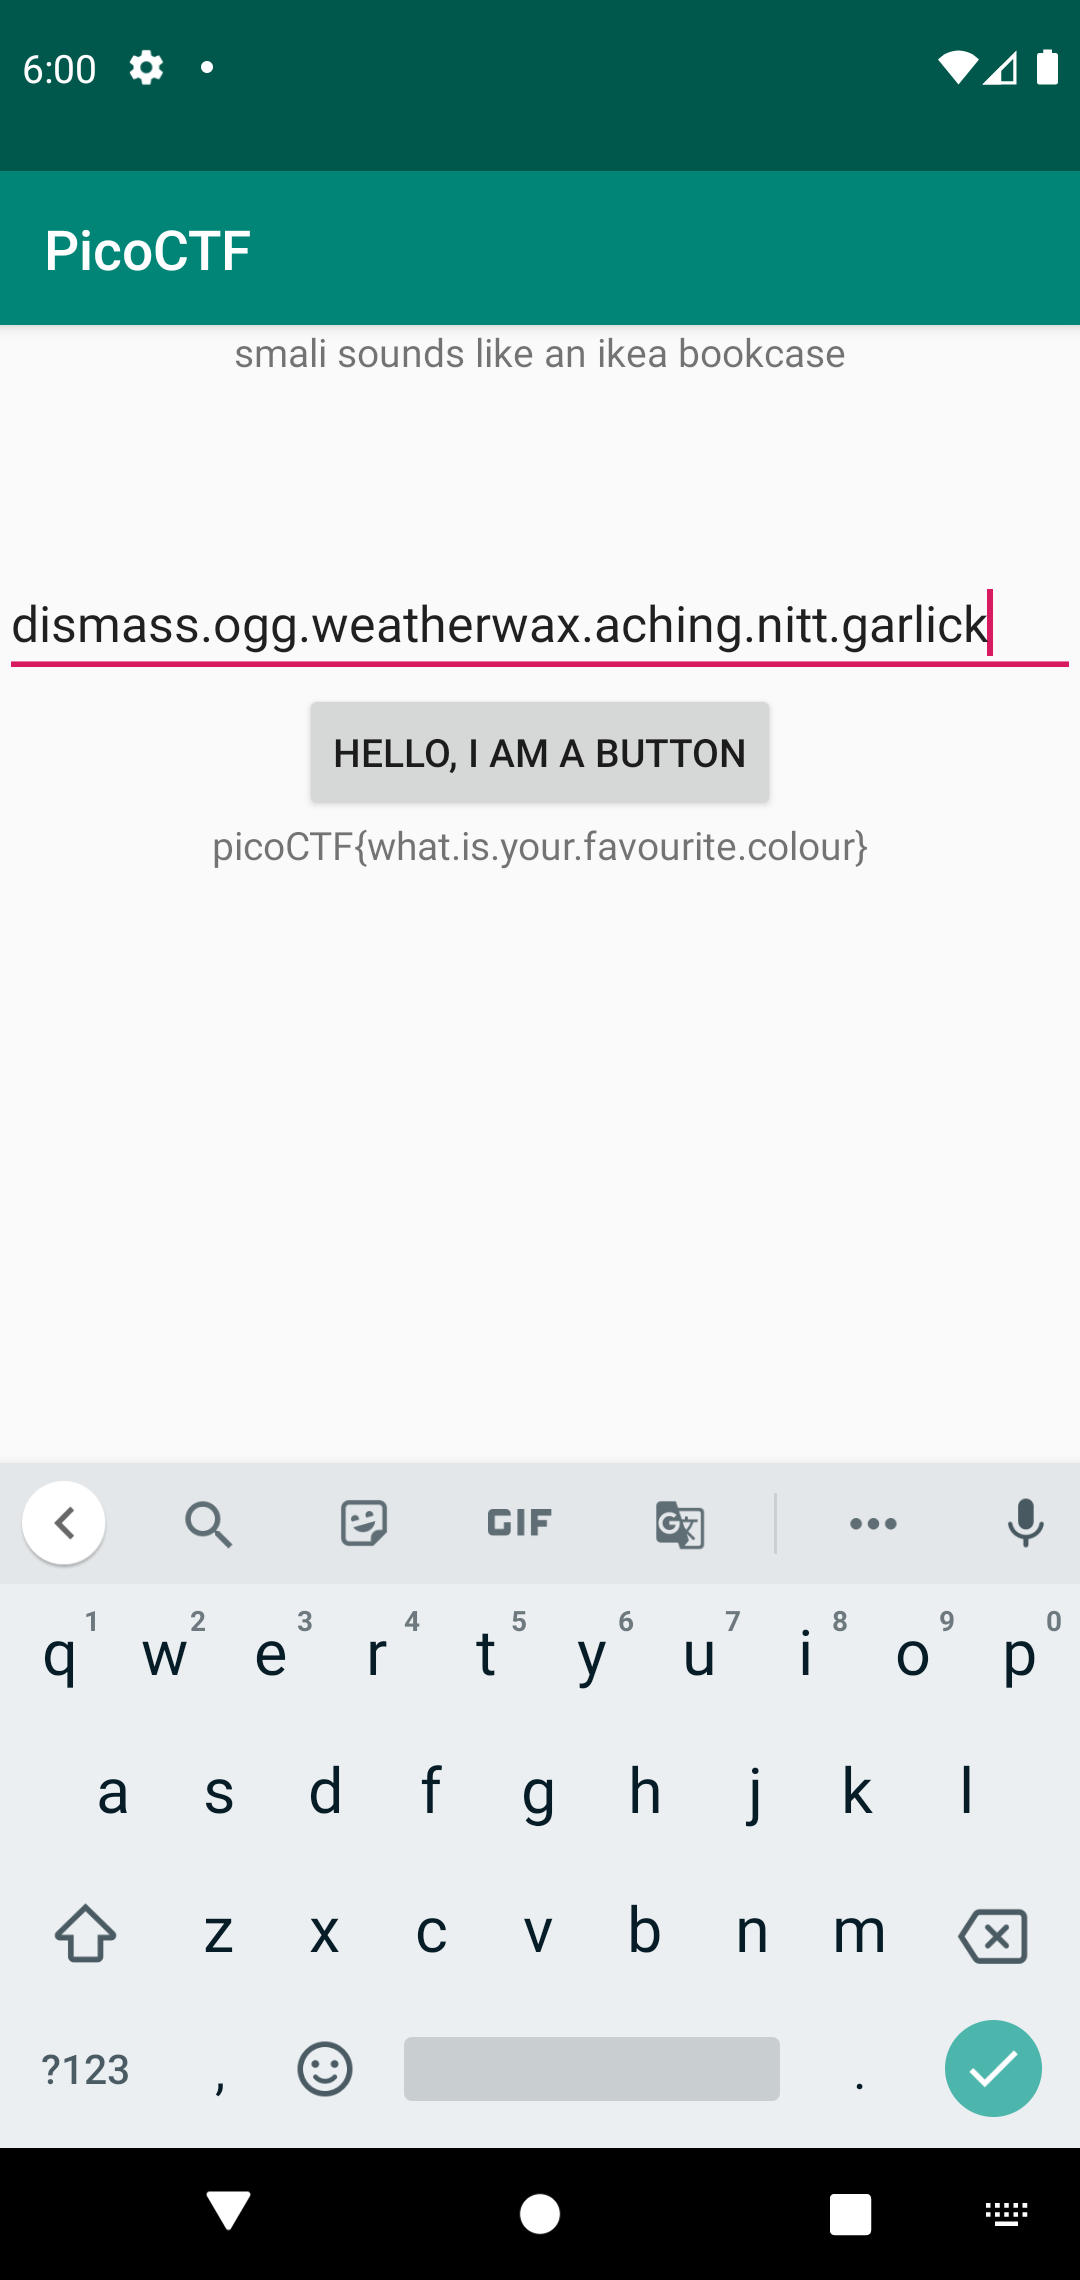 6:00
PicoCTF
smali sounds like an ikea bookcase
dismass.ogg.weatherwax.aching.nitt.garlick
HELLO, I AM A BUTTON
picoCTF{what.is.your.favourite.colour}
GIF
G
1 2 3 4 5 6 7 8 9 0
q w e r t y u i o p
a s d f g h j k l
z x c v b n m
?123 , .